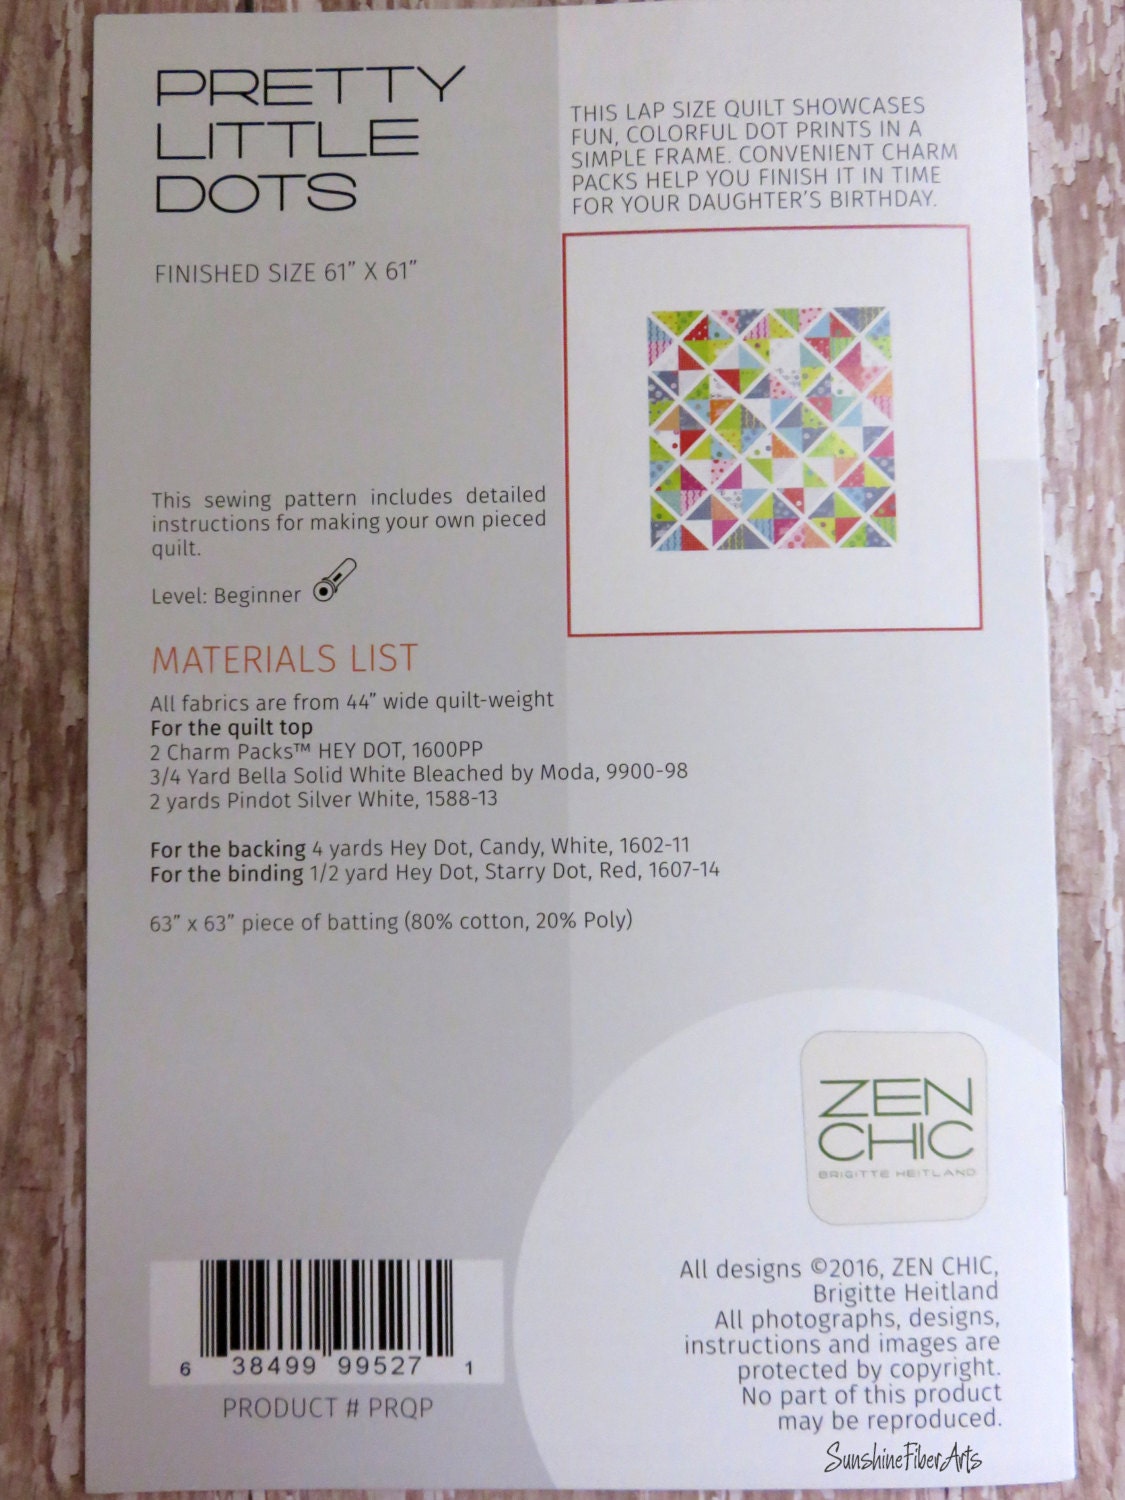 PRETTY
LITTLE
DOTS
FINISHED SIZE 61" X 61"
THIS LAP SIZE QUILT SHOWCASES
FUN, COLORFUL DOT PRINTS IN A
SIMPLE FRAME. CONVENIENT CHARM
PACKS HELP YOU FINISH IT IN TIME
FOR YOUR DAUGHTER'S BIRTHDAY.
This sewing pattern includes detailed
instructions for making your own pieced
quilt.
Level: Beginner
MATERIALS LIST
All fabrics are from 44" wide quilt-weight
For the quilt top
2 Charm Packs™ HEY DOT, 1600PP
3/4 Yard Bella Solid White Bleached by Moda, 9900-98
2 yards Pindot Silver White, 1588-13
For the backing 4 yards Hey Dot, Candy, White, 1602-11
For the binding 1/2 yard Hey Dot, Starry Dot, Red, 1607-14
63" x 63" piece of batting (80% cotton, 20% Poly)
ZEN
CHIC
BRIGITTE HEITLAND
6 38499 99527 1
PRODUCT # PRQP
All designs ©2016, ZEN CHIC,
Brigitte Heitland
All photographs, designs,
instructions and images are
protected by copyright.
No part of this product
may be reproduced.
SunshineFiberArts